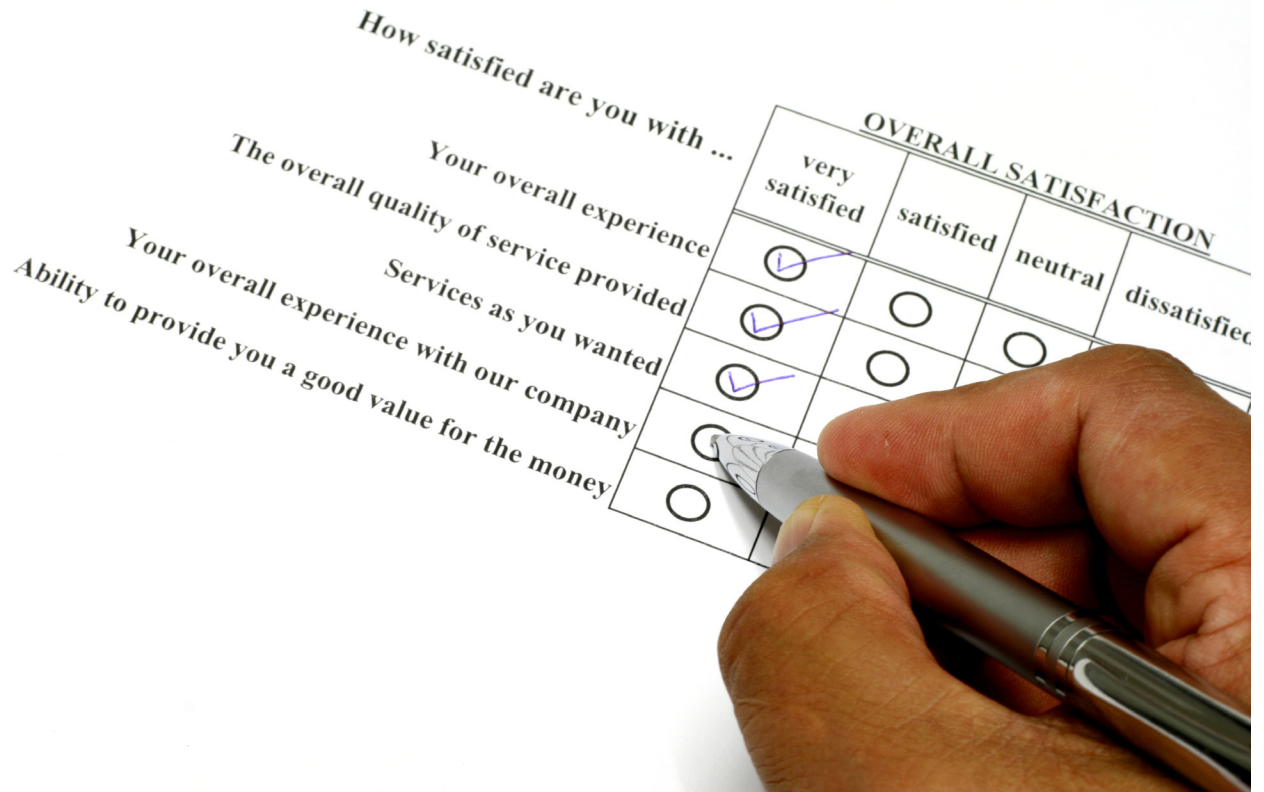 How satisfied are you with ...
OVERALL SATISFACTION
very
satisfied
satisfied
neutral
dissatisfied
Your overall experience
The overall quality of service provided
Services as you wanted
Your overall experience with our company
Ability to provide you a good value for the money